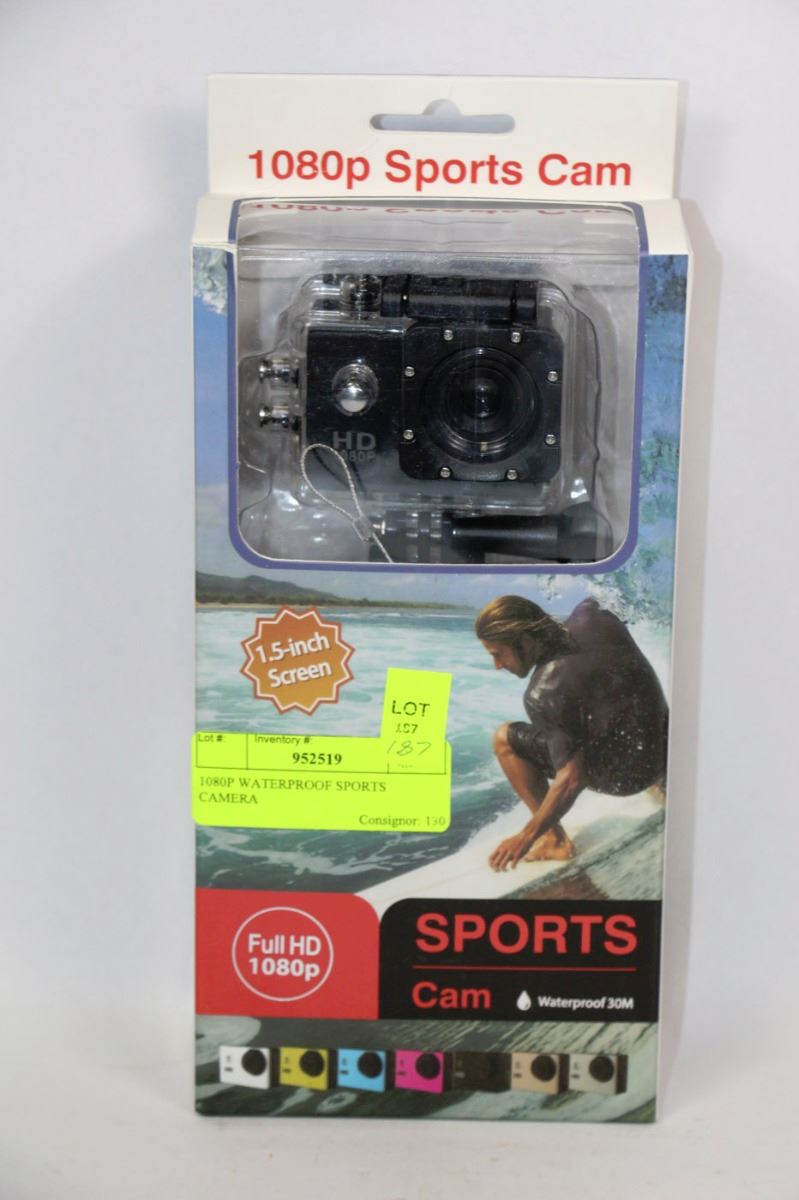 1080p Sports Cam
HD
1080P
1.5-inch
Screen
LOT
187
187
Lot #:
Inventory #:
952519
1080P WATERPROOF SPORTS
CAMERA
Consignor: 130
Full HD
1080p
SPORTS
Cam
Waterproof 30M